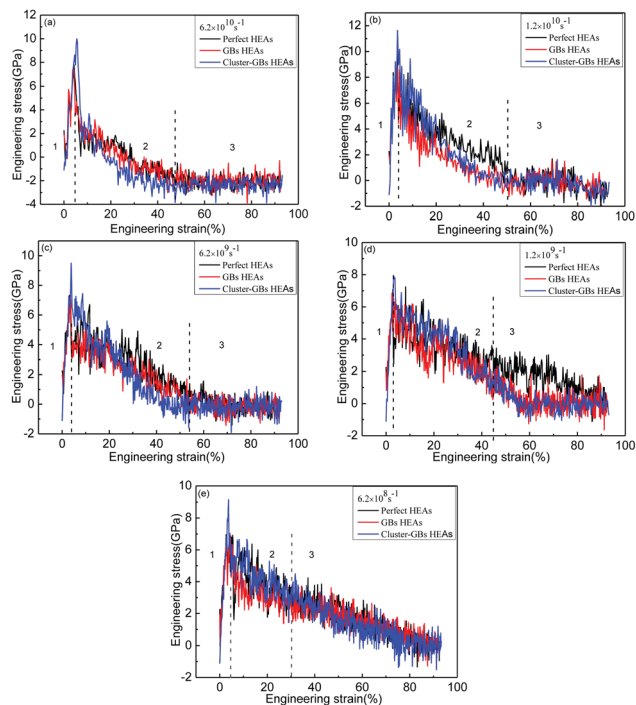 (a)
6.2×10¹⁰s⁻¹
Perfect HEAs
GBs HEAs
Cluster-GBs HEAs
1
2
3
12
10
8
6
4
2
0
-2
-4
0 20 40 60 80 100
Engineering stress(GPa)
Engineering strain(%)
(b)
1.2×10¹⁰s⁻¹
Perfect HEAs
GBs HEAs
Cluster-GBs HEAs
1
2
3
12
10
8
6
4
2
0
-2
0 20 40 60 80 100
Engineering stress(GPa)
Engineering strain(%)
(c)
6.2×10⁹s⁻¹
Perfect HEAs
GBs HEAs
Cluster-GBs HEAs
1
2
3
10
8
6
4
2
0
-2
0 20 40 60 80 100
Engineering stress(GPa)
Engineering strain(%)
(d)
1.2×10⁹s⁻¹
Perfect HEAs
GBs HEAs
Cluster-GBs HEAs
1
2
3
10
8
6
4
2
0
-2
0 20 40 60 80 100
Engineering stress(GPa)
Engineering strain(%)
(e)
6.2×10⁸s⁻¹
Perfect HEAs
GBs HEAs
Cluster-GBs HEAs
1
2
3
10
8
6
4
2
0
-2
0 20 40 60 80 100
Engineering stress(GPa)
Engineering strain(%)